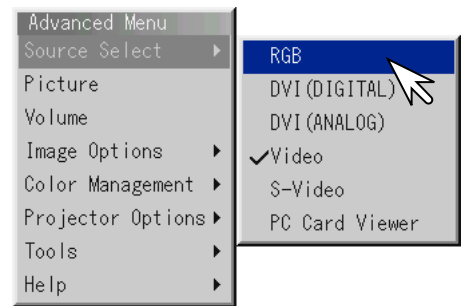 Advanced Menu
Source Select
Picture
Volume
Image Options
Color Management
Projector Options
Tools
Help
RGB
DVI(DIGITAL)
DVI(ANALOG)
Video
S-Video
PC Card Viewer